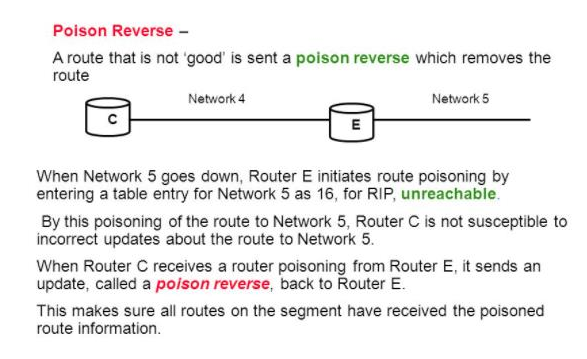 Poison Reverse –
A route that is not 'good' is sent a poison reverse which removes the
route
Network 4
Network 5
C
E
When Network 5 goes down, Router E initiates route poisoning by
entering a table entry for Network 5 as 16, for RIP, unreachable.
By this poisoning of the route to Network 5, Router C is not susceptible to
incorrect updates about the route to Network 5.
When Router C receives a router poisoning from Router E, it sends an
update, called a poison reverse, back to Router E.
This makes sure all routes on the segment have received the poisoned
route information.